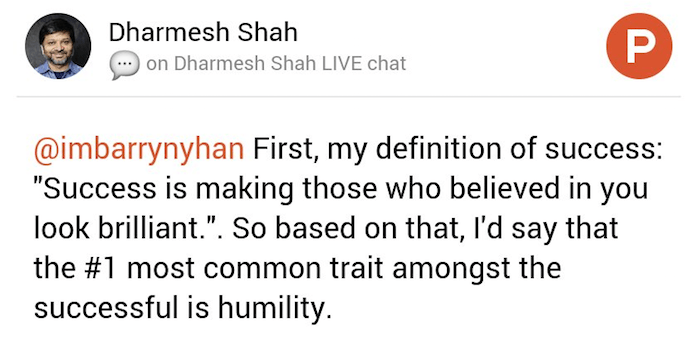 Dharmesh Shah
on Dharmesh Shah LIVE chat
P
@imbarrynyhan First, my definition of success:
"Success is making those who believed in you
look brilliant.". So based on that, I'd say that
the #1 most common trait amongst the
successful is humility.